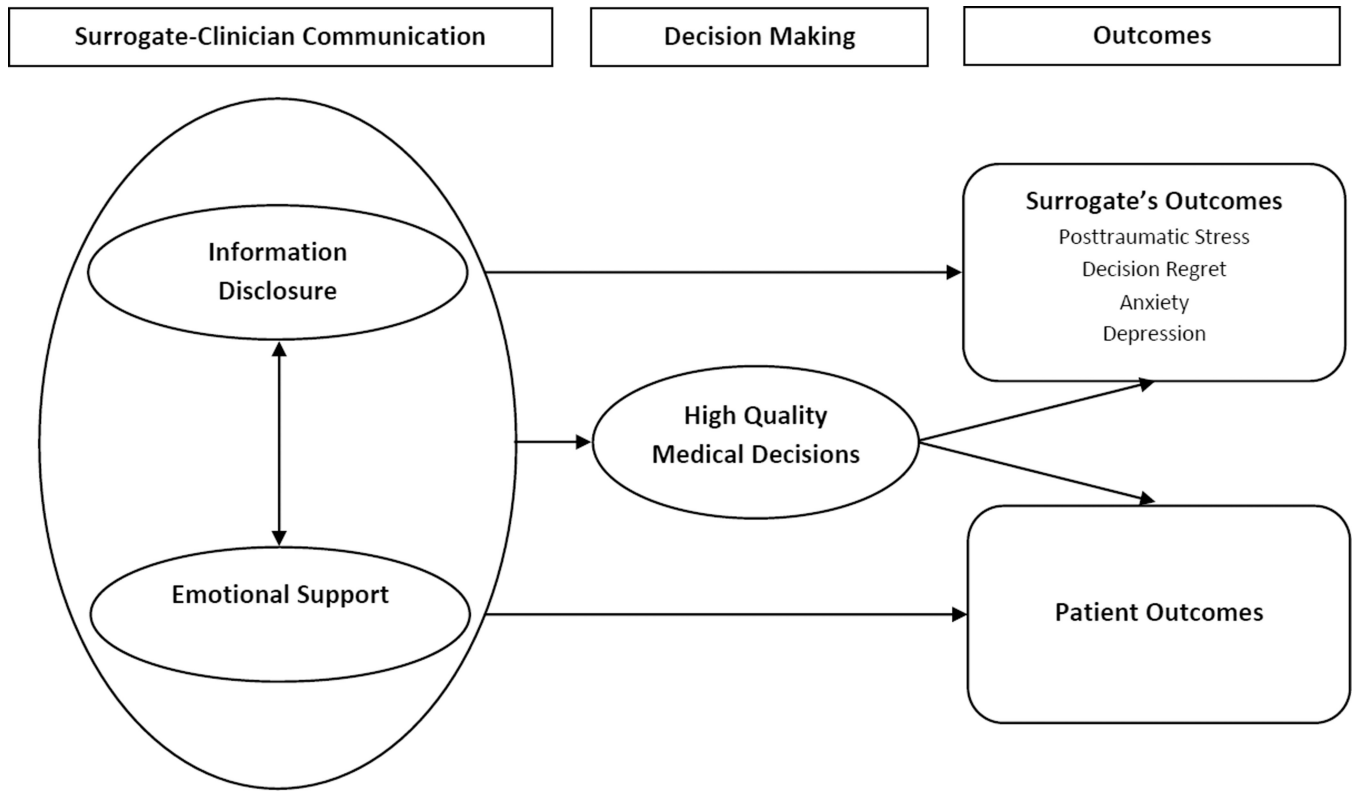 Surrogate-Clinician Communication
Decision Making
Outcomes
Information
Disclosure
Emotional Support
High Quality
Medical Decisions
Surrogate’s Outcomes
Posttraumatic Stress
Decision Regret
Anxiety
Depression
Patient Outcomes